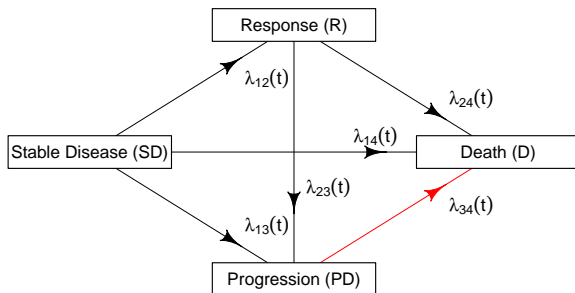 Response (R)
λ12(t)
λ24(t)
λ14(t)
Stable Disease (SD)
Death (D)
λ23(t)
λ34(t)
λ13(t)
Progression (PD)